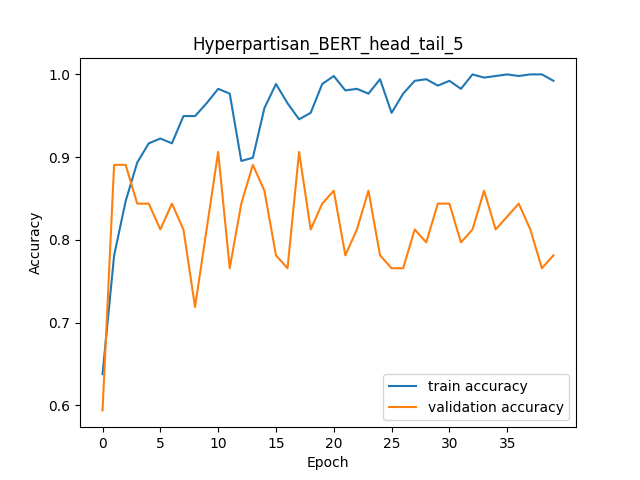 Hyperpartisan_BERT_head_tail_5
1.0
0.9
0.8
0.7
0.6
Accuracy
0 5 10 15 20 25 30 35
Epoch
train accuracy
validation accuracy